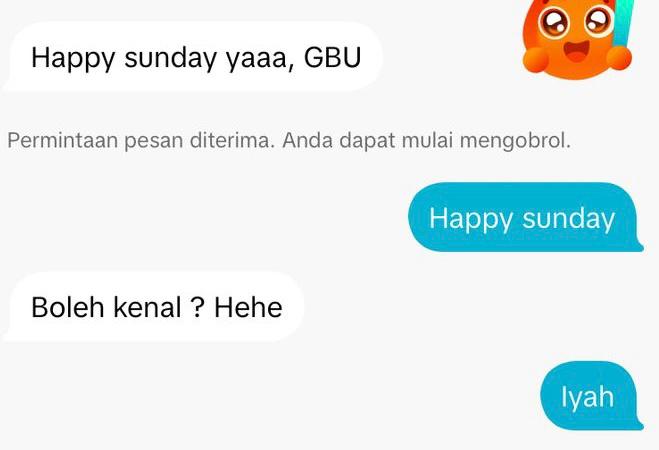 Happy sunday yaaa, GBU
Permintaan pesan diterima. Anda dapat mulai mengobrol.
Happy sunday
Boleh kenal ? Hehe
Iyah